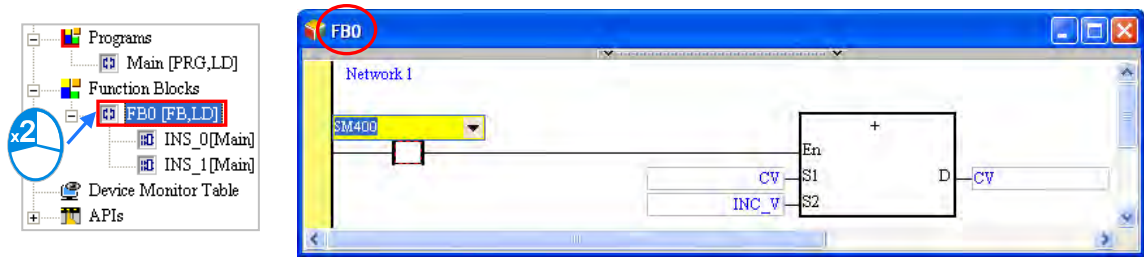 Programs
Main [PRG,LD]
Function Blocks
FB0 [FB,LD]
INS_0[Main]
INS_1[Main]
Device Monitor Table
APIs
x2
FB0
Network 1
SM400
+
En
CV S1 D CV
INC_V S2